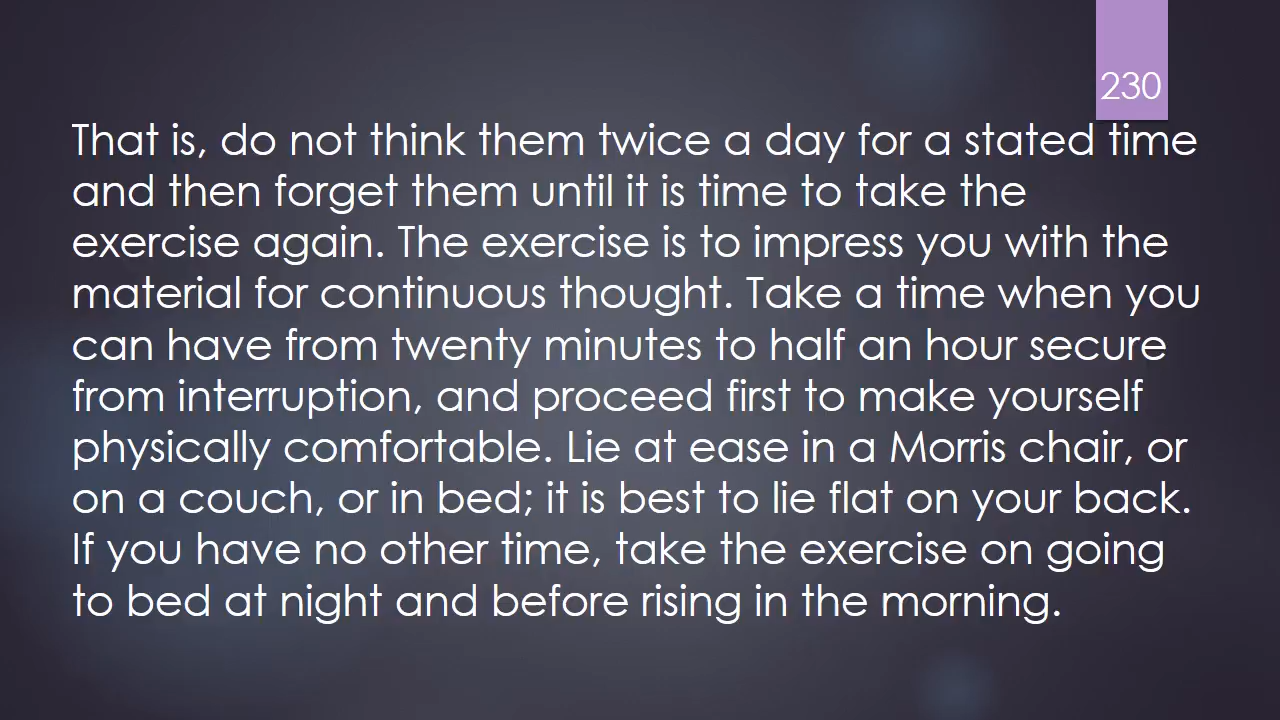 230
That is, do not think them twice a day for a stated time
and then forget them until it is time to take the
exercise again. The exercise is to impress you with the
material for continuous thought. Take a time when you
can have from twenty minutes to half an hour secure
from interruption, and proceed first to make yourself
physically comfortable. Lie at ease in a Morris chair, or
on a couch, or in bed; it is best to lie flat on your back.
If you have no other time, take the exercise on going
to bed at night and before rising in the morning.